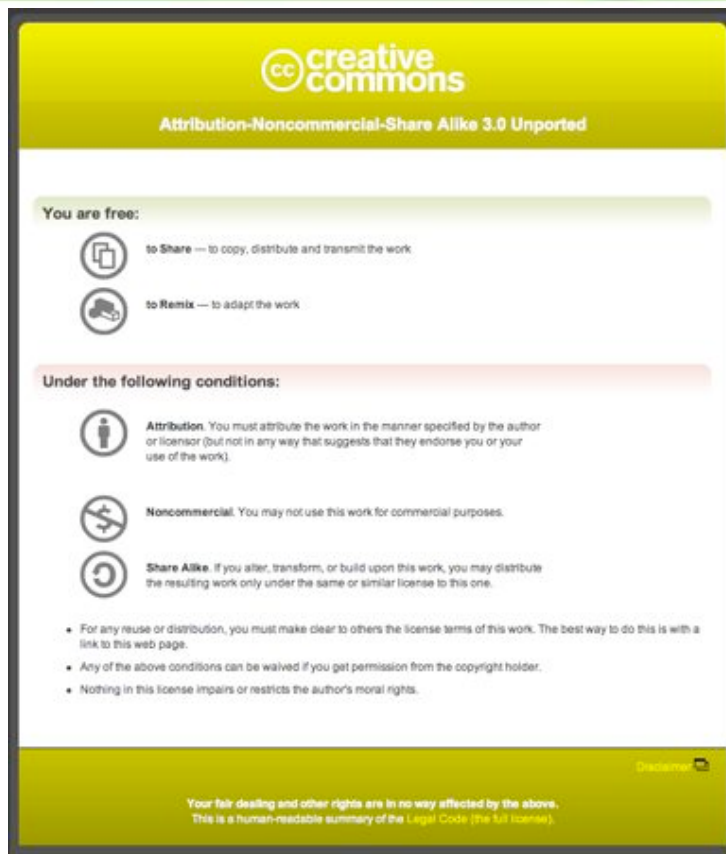 cc creative
commons
Attribution-Noncommercial-Share Alike 3.0 Unported
You are free:
to Share — to copy, distribute and transmit the work
to Remix — to adapt the work
Under the following conditions:
Attribution. You must attribute the work in the manner specified by the author
or licensor (but not in any way that suggests that they endorse you or your
use of the work).
Noncommercial. You may not use this work for commercial purposes.
Share Alike. If you alter, transform, or build upon this work, you may distribute
the resulting work only under the same or similar license to this one.
• For any reuse or distribution, you must make clear to others the license terms of this work. The best way to do this is with a
link to this web page.
• Any of the above conditions can be waived if you get permission from the copyright holder.
• Nothing in this license impairs or restricts the author's moral rights.
Disclaimer
Your fair dealing and other rights are in no way affected by the above.
This is a human-readable summary of the Legal Code (the full license).